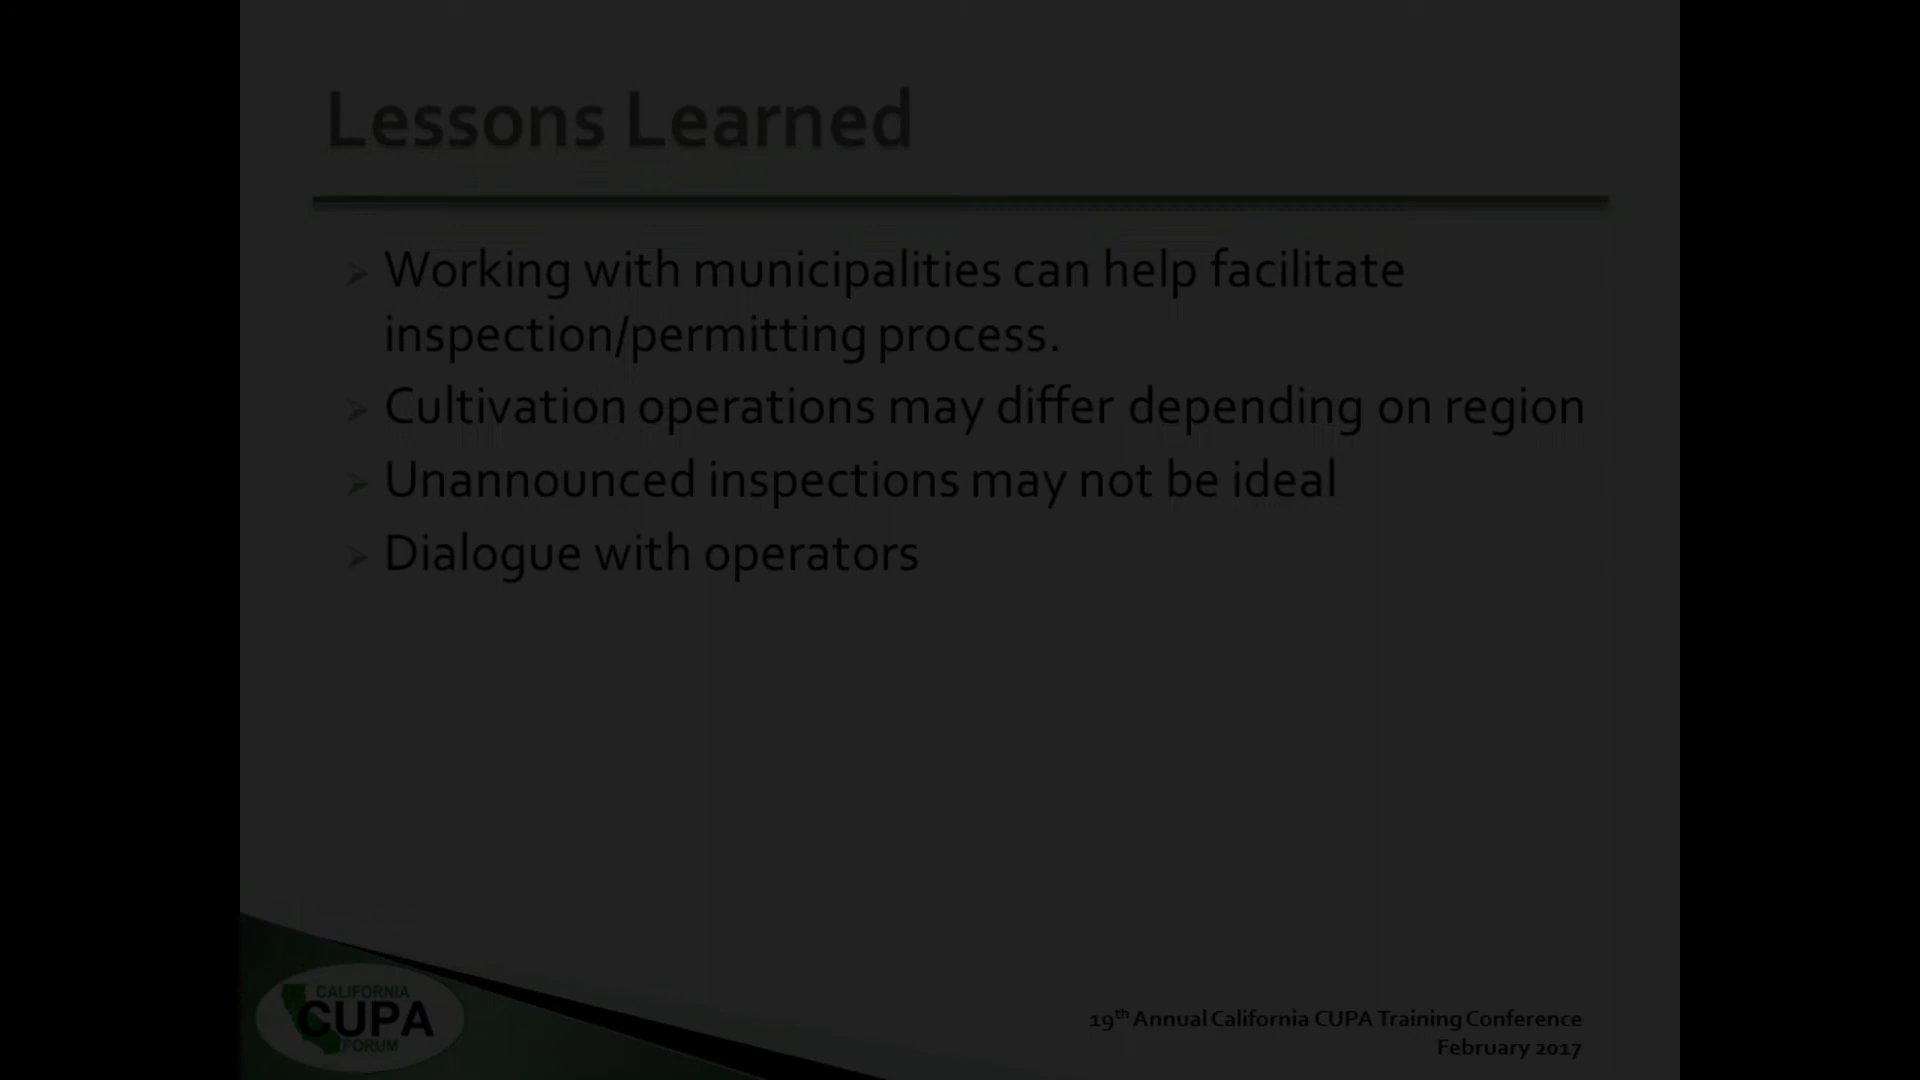 Lessons Learned
➢ Working with municipalities can help facilitate
inspection/permitting process.
➢ Cultivation operations may differ depending on region
➢ Unannounced inspections may not be ideal
➢ Dialogue with operators
CALIFORNIA
CUPA
FORUM
19th Annual California CUPA Training Conference
February 2017